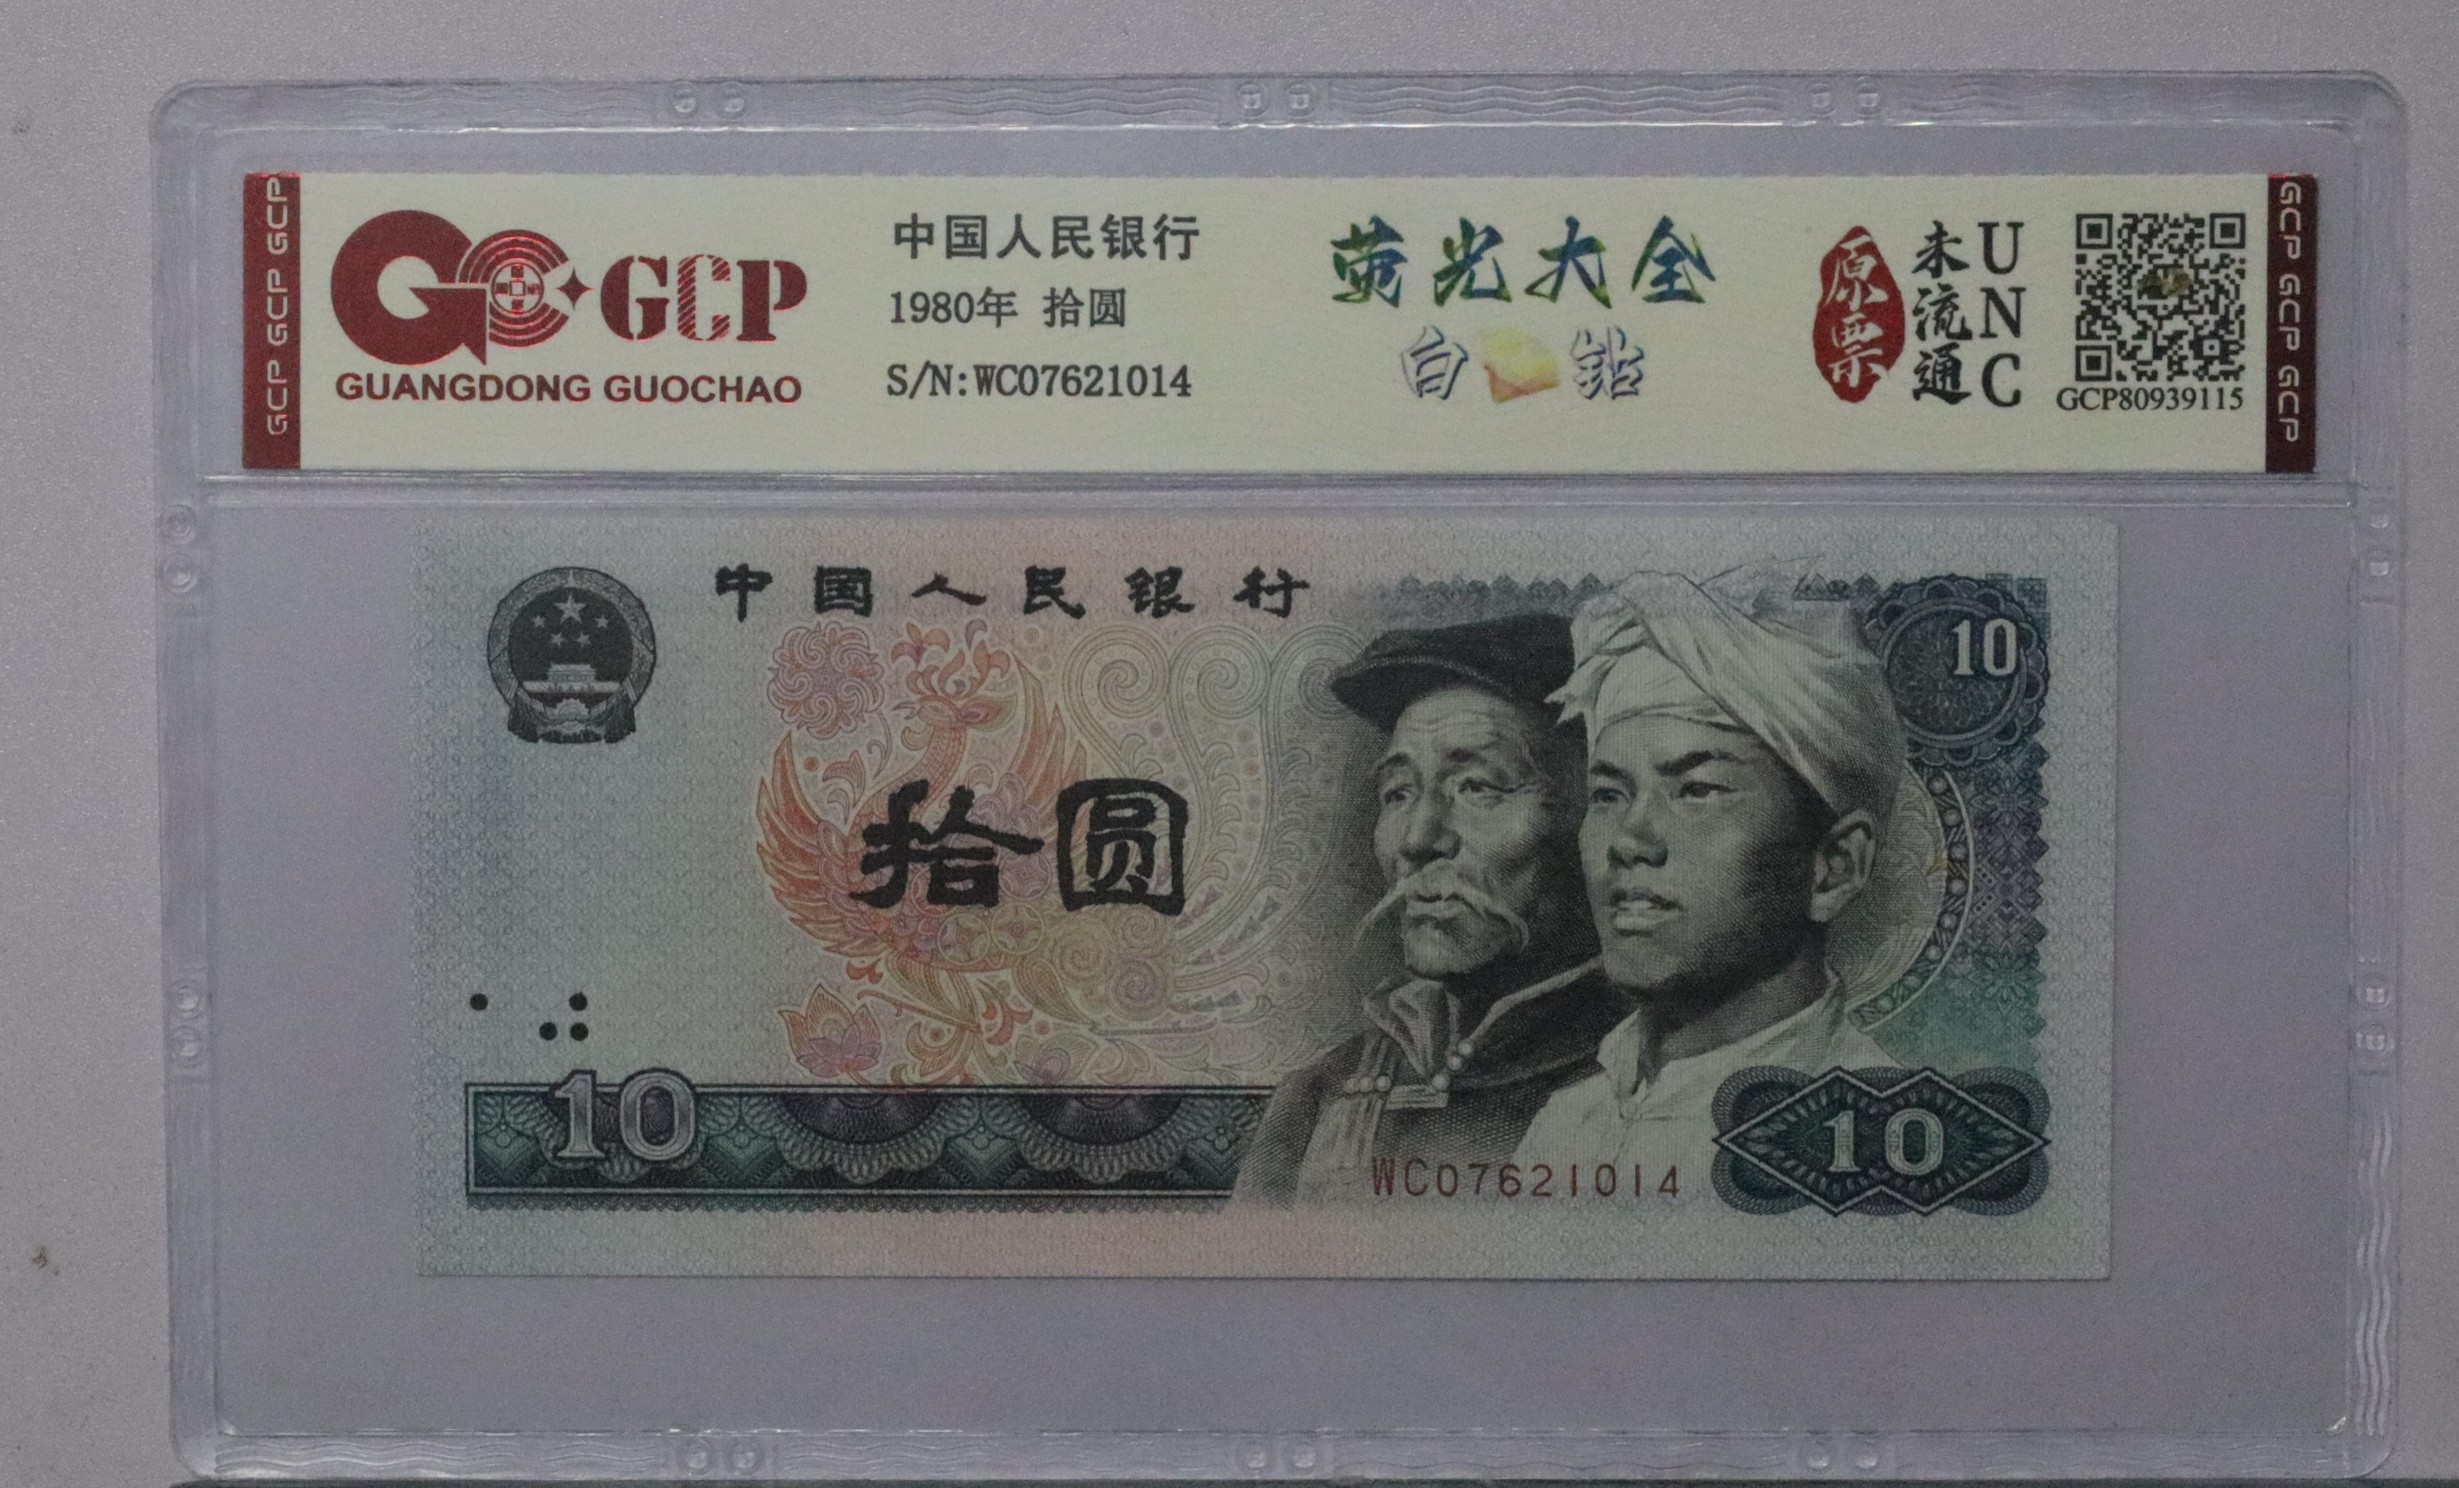 GCP GCP GCP
GCP
GUANGDONG GUOCHAO
中国人民银行
1980年 拾圆
S/N:WC07621014
荧光大全
白 钻
原票
未流通
UNC
GCP80939115
GCP GCP GCP
中国人民银行
10
拾圆
10
WC07621014
10